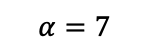 α = 7